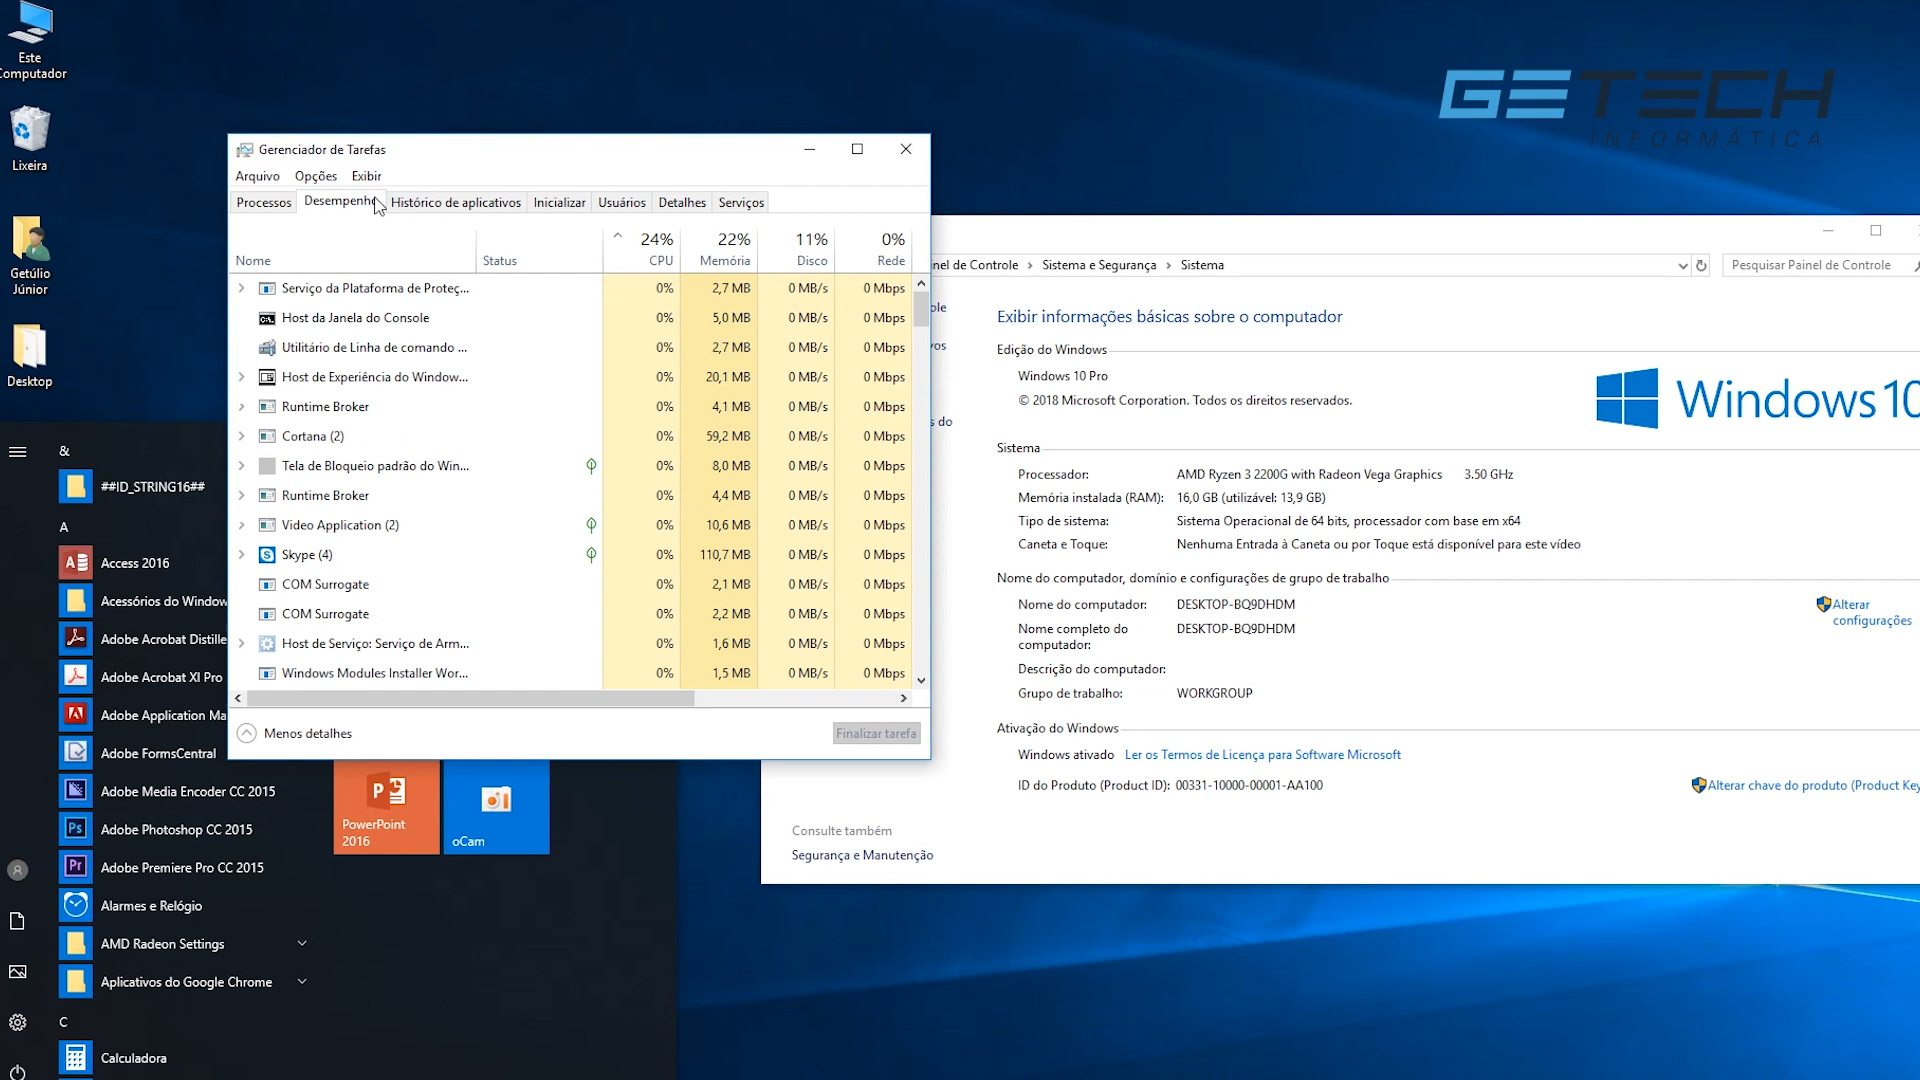 Este
Computador
Lixeira
Getúlio
Júnior
Desktop
GETECH
INFORMÁTICA
Gerenciador de Tarefas
Arquivo Opções Exibir
Processos Desempenho Histórico de aplicativos Inicializar Usuários Detalhes Serviços
24% 22% 11% 0%
Nome Status CPU Memória Disco Rede
Serviço da Plataforma de Proteç... 0% 2,7 MB 0 MB/s 0 Mbps
Host da Janela do Console 0% 5,0 MB 0 MB/s 0 Mbps
Utilitário de Linha de comando ... 0% 2,7 MB 0 MB/s 0 Mbps
Host de Experiência do Window... 0% 20,1 MB 0 MB/s 0 Mbps
Runtime Broker 0% 4,1 MB 0 MB/s 0 Mbps
Cortana (2) 0% 59,2 MB 0 MB/s 0 Mbps
Tela de Bloqueio padrão do Win... 0% 8,0 MB 0 MB/s 0 Mbps
Runtime Broker 0% 4,4 MB 0 MB/s 0 Mbps
Video Application (2) 0% 10,6 MB 0 MB/s 0 Mbps
Skype (4) 0% 110,7 MB 0 MB/s 0 Mbps
COM Surrogate 0% 2,1 MB 0 MB/s 0 Mbps
COM Surrogate 0% 2,2 MB 0 MB/s 0 Mbps
Host de Serviço: Serviço de Arm... 0% 1,6 MB 0 MB/s 0 Mbps
Windows Modules Installer Wor... 0% 1,5 MB 0 MB/s 0 Mbps
Menos detalhes Finalizar tarefa
nel de Controle › Sistema e Segurança › Sistema Pesquisar Painel de Controle
ole
vos
s do
Exibir informações básicas sobre o computador
Edição do Windows
Windows 10 Pro
© 2018 Microsoft Corporation. Todos os direitos reservados.
Windows 10
Sistema
Processador: AMD Ryzen 3 2200G with Radeon Vega Graphics 3.50 GHz
Memória instalada (RAM): 16,0 GB (utilizável: 13,9 GB)
Tipo de sistema: Sistema Operacional de 64 bits, processador com base em x64
Caneta e Toque: Nenhuma Entrada à Caneta ou por Toque está disponível para este vídeo
Nome do computador, domínio e configurações de grupo de trabalho
Nome do computador: DESKTOP-BQ9DHDM
Alterar
configurações
Nome completo do DESKTOP-BQ9DHDM
computador:
Descrição do computador:
Grupo de trabalho: WORKGROUP
Ativação do Windows
Windows ativado Ler os Termos de Licença para Software Microsoft
ID do Produto (Product ID): 00331-10000-00001-AA100
Alterar chave do produto (Product Key
Consulte também
Segurança e Manutenção
&
##ID_STRING16##
A
Access 2016
Acessórios do Window
Adobe Acrobat Distille
Adobe Acrobat XI Pro
Adobe Application Ma
Adobe FormsCentral
Adobe Media Encoder CC 2015
Adobe Photoshop CC 2015
Adobe Premiere Pro CC 2015
Alarmes e Relógio
AMD Radeon Settings
Aplicativos do Google Chrome
C
Calculadora
PowerPoint
2016
oCam